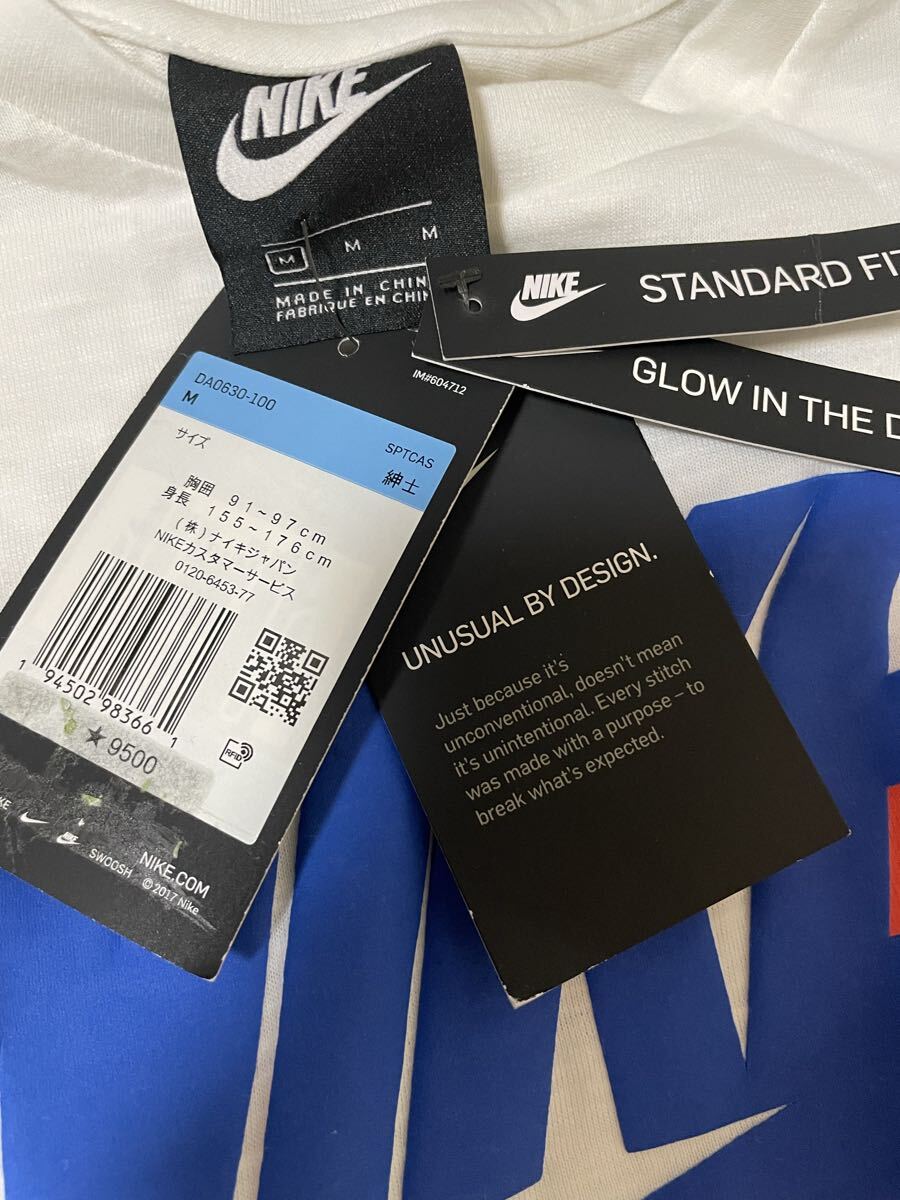 NIKE
M M M
MADE IN CHIN
FABRIQUE EN CHIN
NIKE
STANDARD FIT
GLOW IN THE D
IM#604712
DA0630-100
M
SPTCAS
サイズ
紳士
胸囲 91~97cm
身長 155~176cm
(株)ナイキジャパン
NIKEカスタマーサービス
0120-6453-77
1 94502 98366 1
RFID
★9500
KE
NIKE
SWOOSH
NIKE.COM
© 2017 Nike
UNUSUAL BY DESIGN.
Just because it's
unconventional, doesn't mean
it's unintentional. Every stitch
was made with a purpose – to
break what's expected.